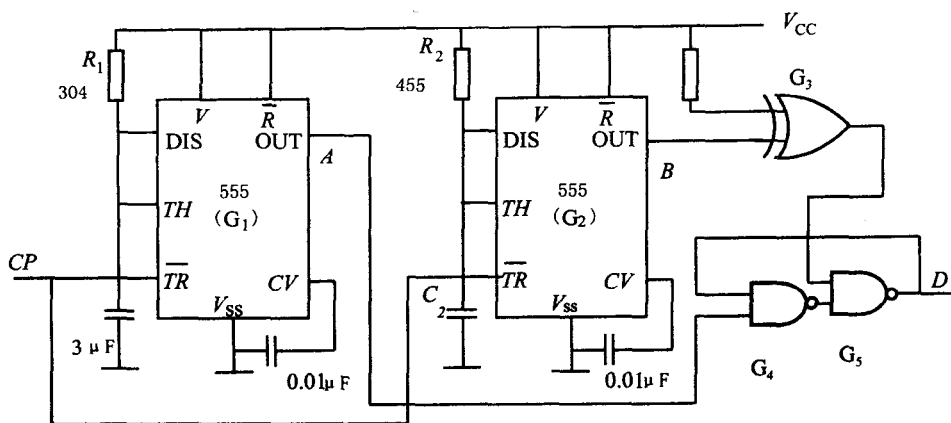 V_CC
R_1
304
R_2
455
G_3
V
R̅
DIS
OUT
A
555
(G_1)
TH
CP
T̅R̅
CV
V_SS
3 μF
0.01μF
V
R̅
DIS
OUT
B
555
(G_2)
TH
T̅R̅
CV
C_2
V_ss
0.01μF
D
G_4
G_5